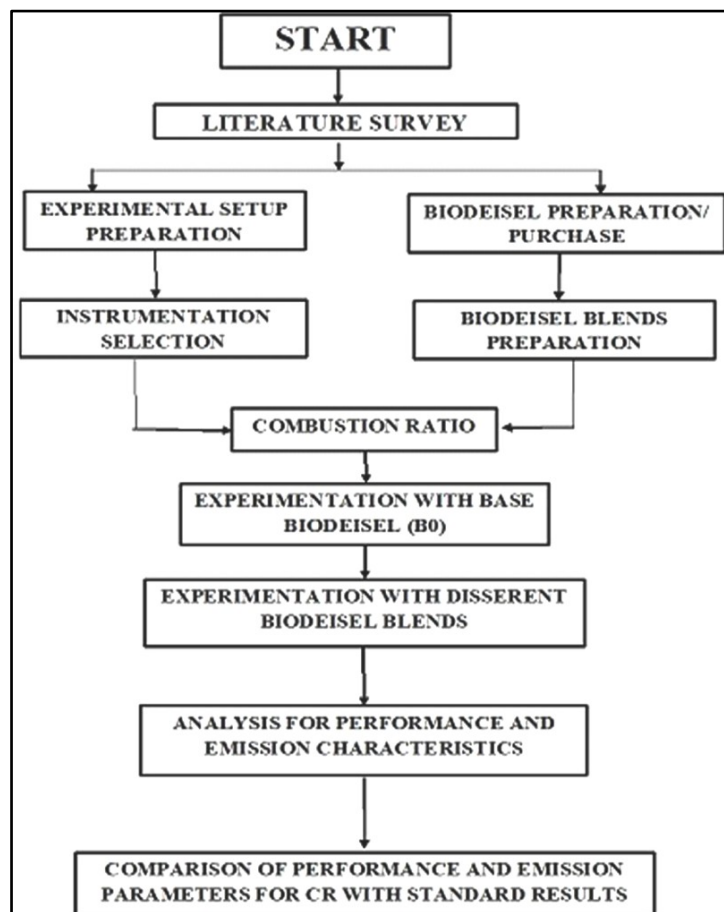 START
LITERATURE SURVEY
EXPERIMENTAL SETUP
PREPARATION
BIODEISEL PREPARATION/
PURCHASE
INSTRUMENTATION
SELECTION
BIODEISEL BLENDS
PREPARATION
COMBUSTION RATIO
EXPERIMENTATION WITH BASE
BIODEISEL (B0)
EXPERIMENTATION WITH DISSERENT
BIODEISEL BLENDS
ANALYSIS FOR PERFORMANCE AND
EMISSION CHARACTERISTICS
COMPARISON OF PERFORMANCE AND EMISSION
PARAMETERS FOR CR WITH STANDARD RESULTS